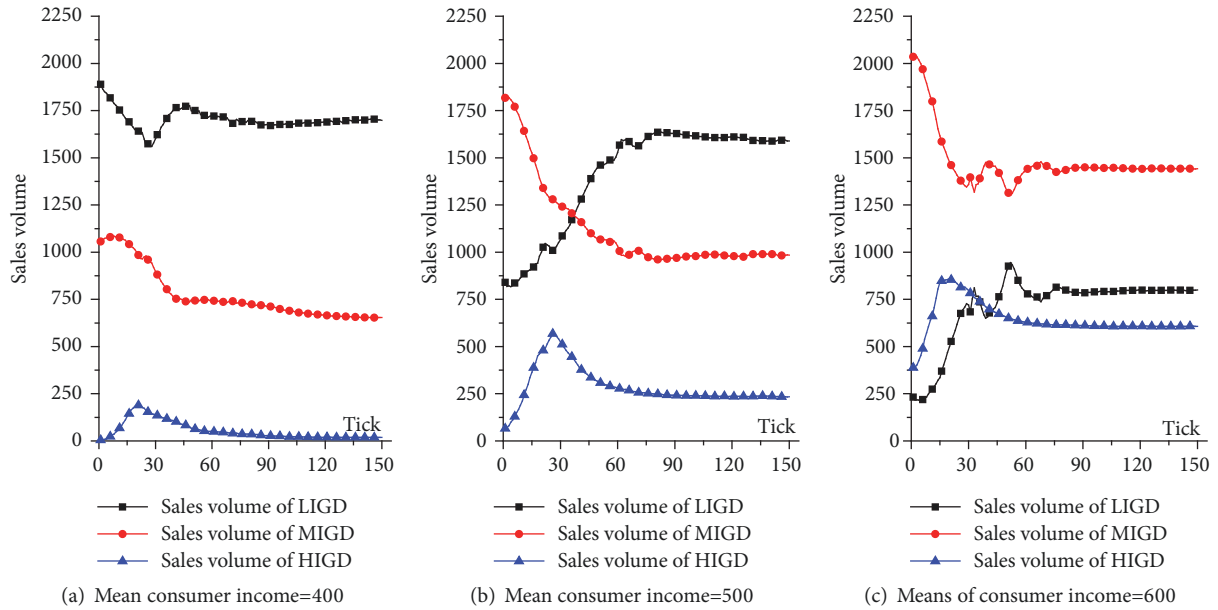 2250
2000
1750
1500
1250
1000
750
500
250
0
Sales volume
Tick
0 30 60 90 120 150
Sales volume of LIGD
Sales volume of MIGD
Sales volume of HIGD
(a) Mean consumer income=400
2250
2000
1750
1500
1250
1000
750
500
250
0
Sales volume
Tick
0 30 60 90 120 150
Sales volume of LIGD
Sales volume of MIGD
Sales volume of HIGD
(b) Mean consumer income=500
2250
2000
1750
1500
1250
1000
750
500
250
0
Sales volume
Tick
0 30 60 90 120 150
Sales volume of LIGD
Sales volume of MIGD
Sales volume of HIGD
(c) Means of consumer income=600